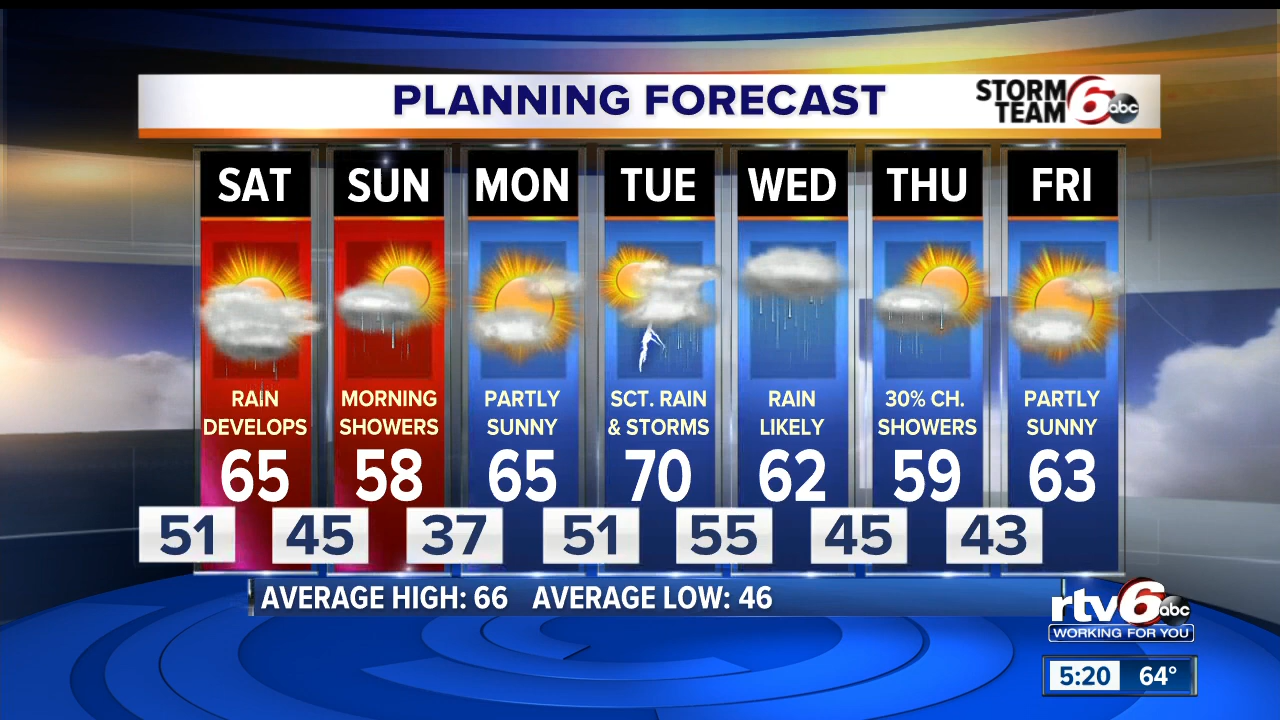 PLANNING FORECAST
STORM
TEAM 6 abc
SAT SUN MON TUE WED THU FRI
RAIN MORNING PARTLY SCT. RAIN RAIN 30% CH. PARTLY
DEVELOPS SHOWERS SUNNY & STORMS LIKELY SHOWERS SUNNY
65 58 65 70 62 59 63
51 45 37 51 55 45 43
AVERAGE HIGH: 66 AVERAGE LOW: 46
rtv6 abc
WORKING FOR YOU
5:20 64°